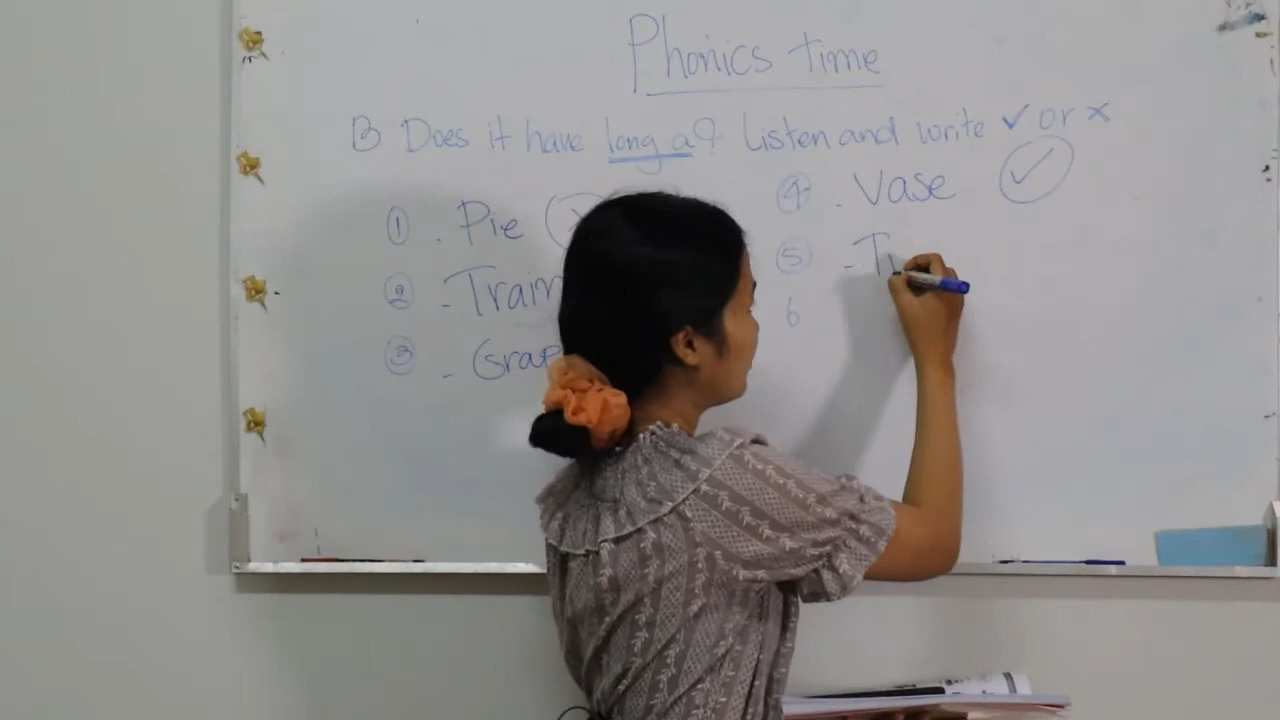 Phonics time
B Does it have long a? Listen and write ✓ or ×
① . Pie
② - Train
③ - Grap
④ - Vase ✓
⑤ - T
6